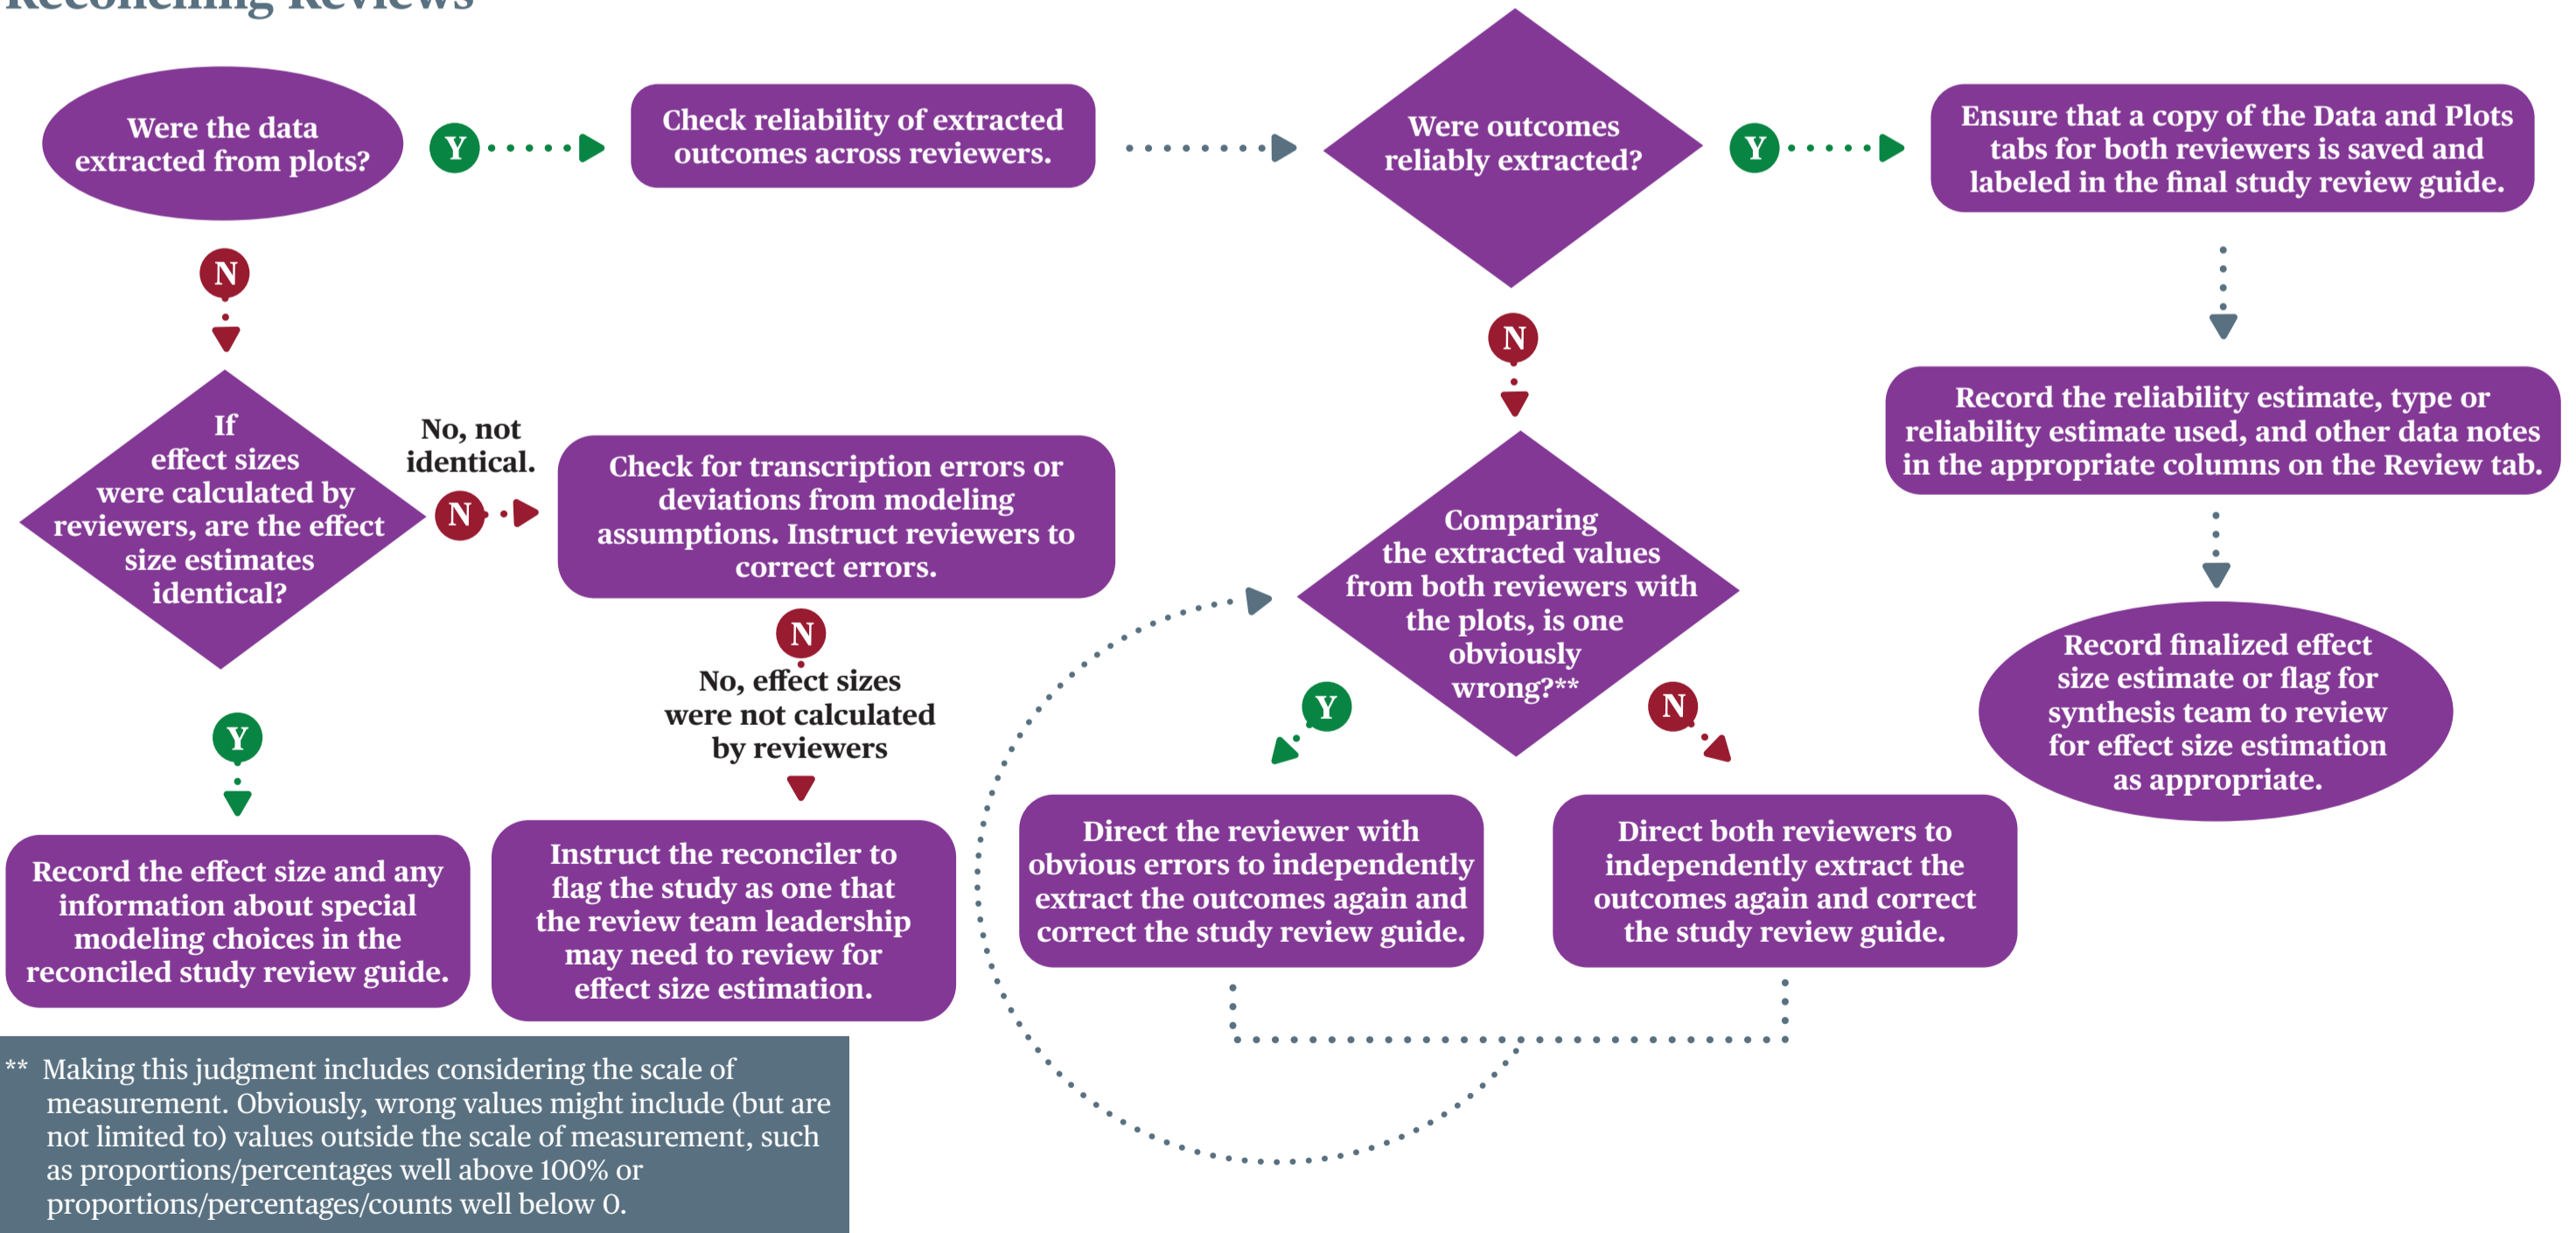 Reconciling Reviews
Were the data
extracted from plots?
Y
Check reliability of extracted
outcomes across reviewers.
Were outcomes
reliably extracted?
Y
Ensure that a copy of the Data and Plots
tabs for both reviewers is saved and
labeled in the final study review guide.
N
N
Record the reliability estimate, type or
reliability estimate used, and other data notes
in the appropriate columns on the Review tab.
If
effect sizes
were calculated by
reviewers, are the effect
size estimates
identical?
No, not
identical.
N
Check for transcription errors or
deviations from modeling
assumptions. Instruct reviewers to
correct errors.
Comparing
the extracted values
from both reviewers with
the plots, is one
obviously
wrong?**
Record finalized effect
size estimate or flag for
synthesis team to review
for effect size estimation
as appropriate.
N
No, effect sizes
were not calculated
by reviewers
Y
N
Y
Record the effect size and any
information about special
modeling choices in the
reconciled study review guide.
Instruct the reconciler to
flag the study as one that
the review team leadership
may need to review for
effect size estimation.
Direct the reviewer with
obvious errors to independently
extract the outcomes again and
correct the study review guide.
Direct both reviewers to
independently extract the
outcomes again and correct
the study review guide.
** Making this judgment includes considering the scale of
measurement. Obviously, wrong values might include (but are
not limited to) values outside the scale of measurement, such
as proportions/percentages well above 100% or
proportions/percentages/counts well below 0.